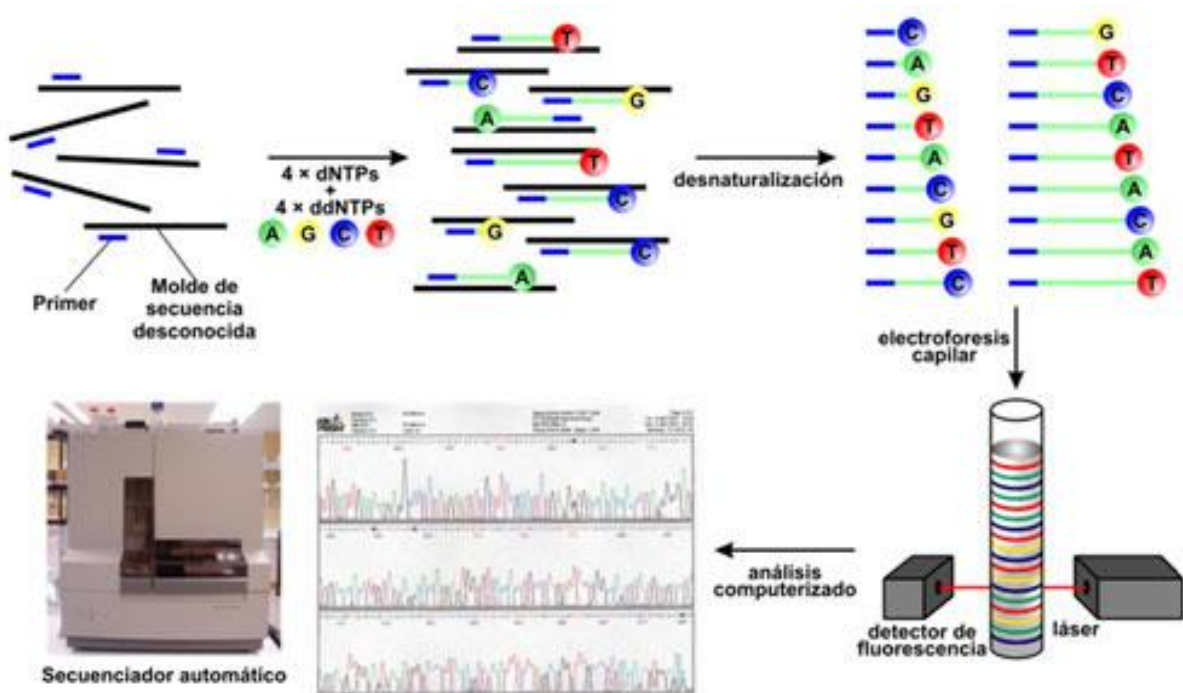 T
C
G
A
T
C
G
C
A
4 × dNTPs
+
4 × ddNTPs
A G C T
Primer
Molde de
secuencia
desconocida
desnaturalización
C
A
G
T
A
C
G
T
C
G
T
C
A
T
A
C
A
T
electroforesis
capilar
detector de
fluorescencia
láser
análisis
computarizado
Secuenciador automático